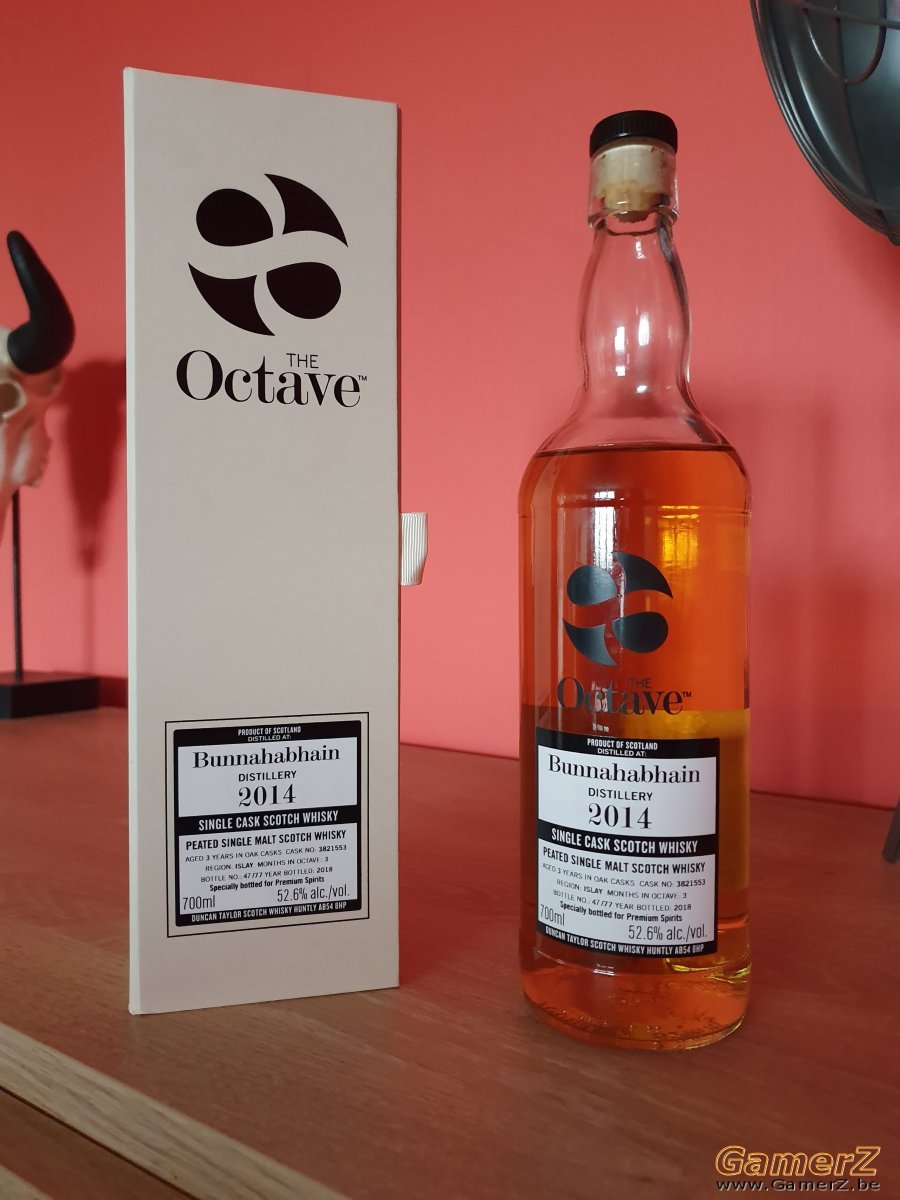 THE
Octave™
PRODUCT OF SCOTLAND
DISTILLED AT:
Bunnahabhain
DISTILLERY
2014
SINGLE CASK SCOTCH WHISKY
PEATED SINGLE MALT SCOTCH WHISKY
AGED 3 YEARS IN OAK CASKS CASK NO: 3821553
REGION: ISLAY MONTHS IN OCTAVE: 3
BOTTLE NO.: 47/77 YEAR BOTTLED: 2018
Specially bottled for Premium Spirits
700ml 52.6% alc./vol.
DUNCAN TAYLOR SCOTCH WHISKY HUNTLY AB54 8HP
THE
Octave™
PRODUCT OF SCOTLAND
DISTILLED AT:
Bunnahabhain
DISTILLERY
2014
SINGLE CASK SCOTCH WHISKY
PEATED SINGLE MALT SCOTCH WHISKY
AGED 3 YEARS IN OAK CASKS CASK NO: 3821553
REGION: ISLAY MONTHS IN OCTAVE: 3
BOTTLE NO.: 47/77 YEAR BOTTLED: 2018
Specially bottled for Premium Spirits
700ml 52.6% alc./vol.
DUNCAN TAYLOR SCOTCH WHISKY HUNTLY AB54 8HP
GamerZ
www.GamerZ.be